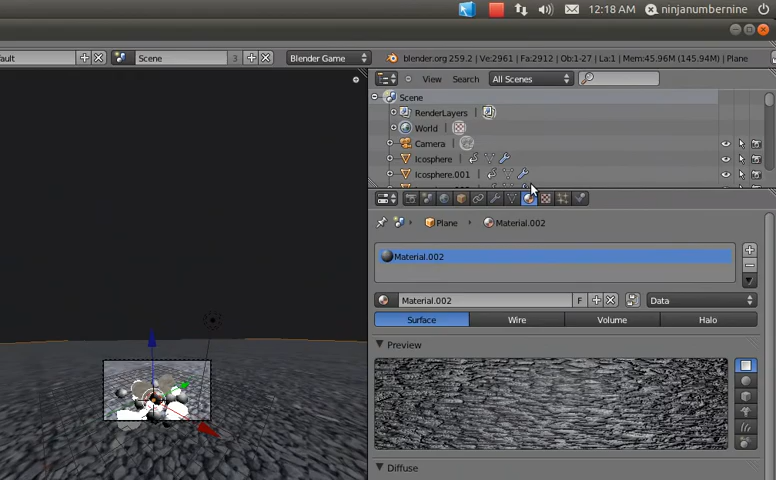 12:18 AM ninjanumbernine
ault Scene 3 Blender Game blender.org 259.2 | Ve:2961 | Fa:2912 | Ob:1-27 | La:1 | Mem:45.96M (145.94M) | Plane
View Search All Scenes
Scene
RenderLayers
World
Camera
Icosphere
Icosphere.001
Plane Material.002
Material.002
Material.002 F Data
Surface Wire Volume Halo
Preview
Diffuse